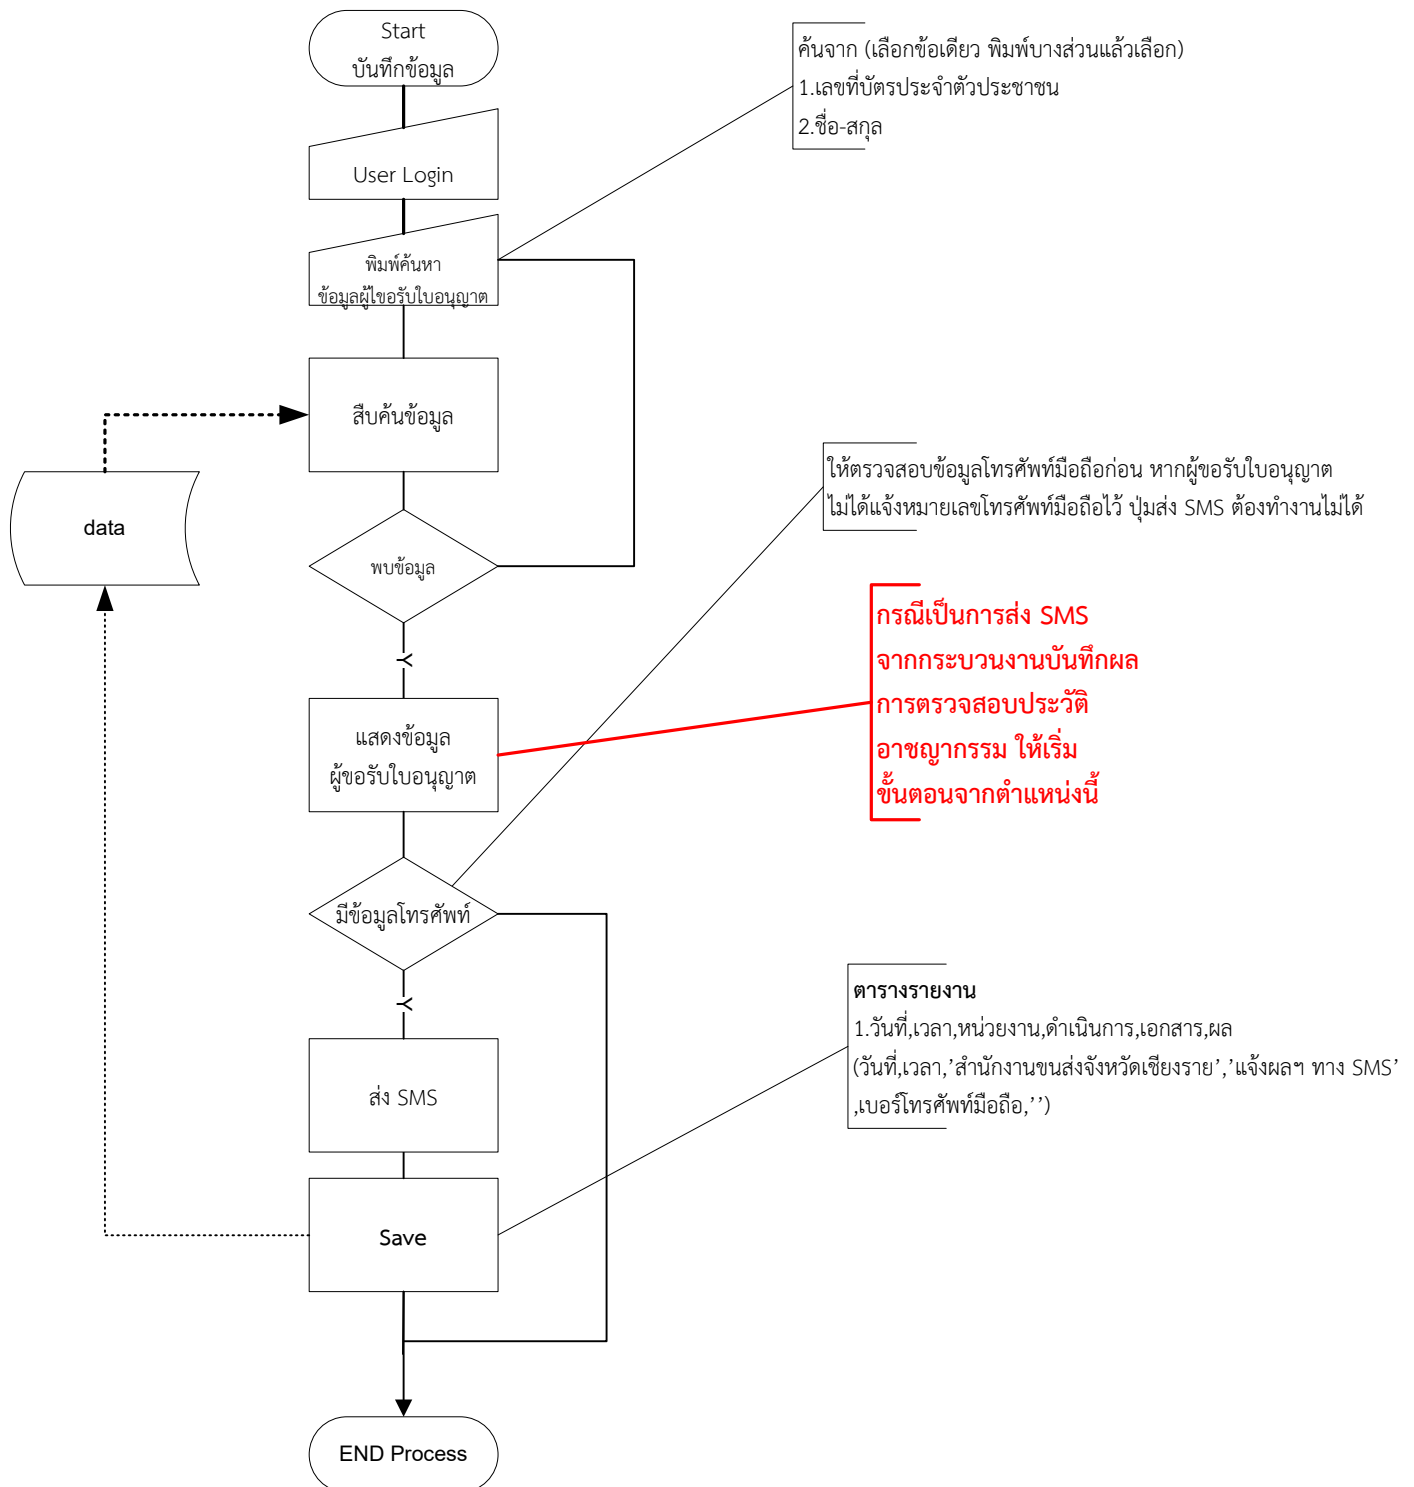 Start
บันทึกข้อมูล
ค้นจาก (เลือกข้อเดียว พิมพ์บางส่วนแล้วเลือก)
1.เลขที่บัตรประจำตัวประชาชน
2.ชื่อ-สกุล
User Login
พิมพ์ค้นหา
ข้อมูลผู้ไขอรับใบอนุญาต
สืบค้นข้อมูล
data
พบข้อมูล
Y
ให้ตรวจสอบข้อมูลโทรศัพท์มือถือก่อน หากผู้ขอรับใบอนุญาต
ไม่ได้แจ้งหมายเลขโทรศัพท์มือถือไว้ ปุ่มส่ง SMS ต้องทำงานไม่ได้
กรณีเป็นการส่ง SMS
จากกระบวนงานบันทึกผล
การตรวจสอบประวัติ
อาชญากรรม ให้เริ่ม
ขั้นตอนจากตำแหน่งนี้
แสดงข้อมูล
ผู้ขอรับใบอนุญาต
มีข้อมูลโทรศัพท์
Y
ส่ง SMS
ตารางรายงาน
1.วันที่,เวลา,หน่วยงาน,ดำเนินการ,เอกสาร,ผล
(วันที่,เวลา,’สำนักงานขนส่งจังหวัดเชียงราย’,’แจ้งผลฯ ทาง SMS’
,เบอร์โทรศัพท์มือถือ,’’)
Save
END Process